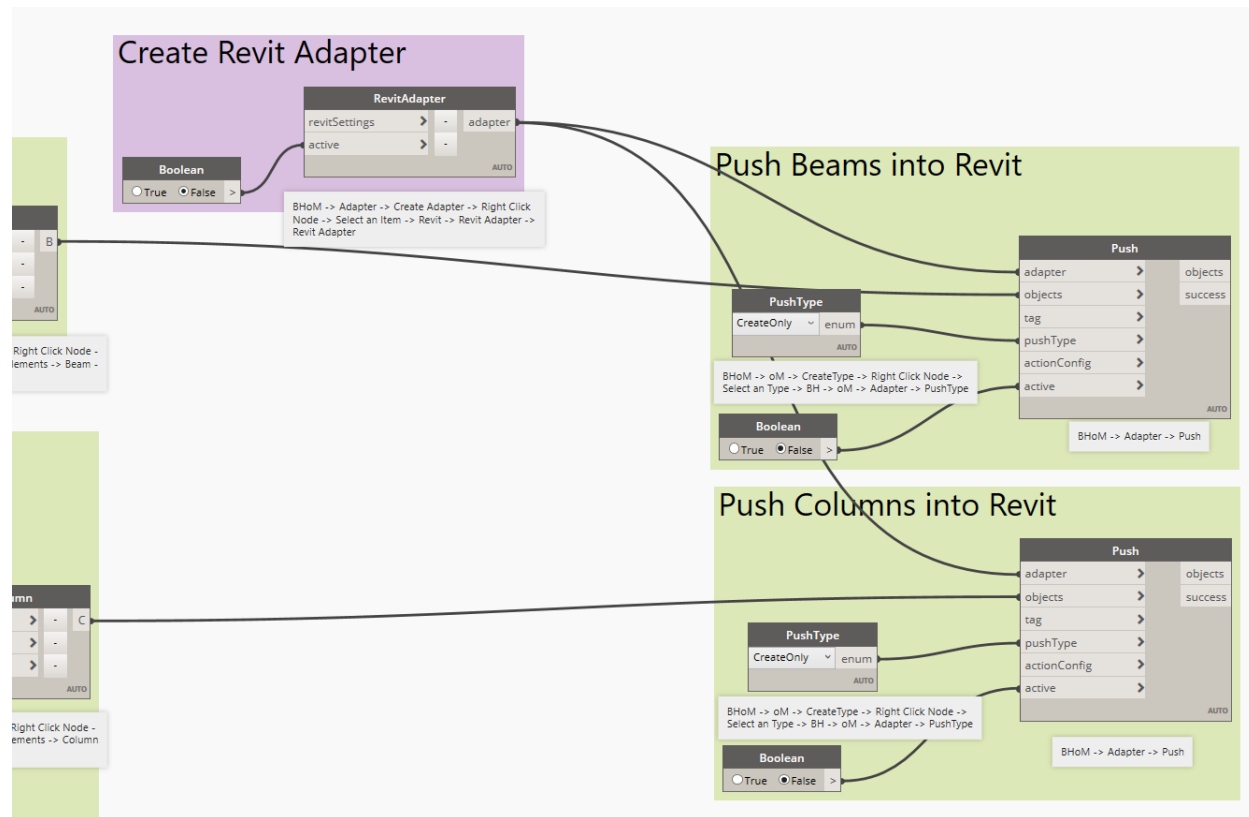 Create Revit Adapter
RevitAdapter
revitSettings > - adapter
active > -
AUTO
Boolean
True False >
BHoM -> Adapter -> Create Adapter -> Right Click
Node -> Select an Item -> Revit -> Revit Adapter ->
Revit Adapter
- B
-
-
AUTO
Right Click Node -
lements -> Beam -
Push Beams into Revit
Push
adapter > objects
objects > success
tag >
pushType >
actionConfig >
active >
AUTO
PushType
CreateOnly enum
AUTO
BHoM -> oM -> CreateType -> Right Click Node ->
Select an Type -> BH -> oM -> Adapter -> PushType
Boolean
True False >
BHoM -> Adapter -> Push
umn
> - C
> -
> -
AUTO
Right Click Node -
ements -> Column
Push Columns into Revit
Push
adapter > objects
objects > success
tag >
pushType >
actionConfig >
active >
AUTO
PushType
CreateOnly enum
AUTO
BHoM -> oM -> CreateType -> Right Click Node ->
Select an Type -> BH -> oM -> Adapter -> PushType
Boolean
True False >
BHoM -> Adapter -> Push